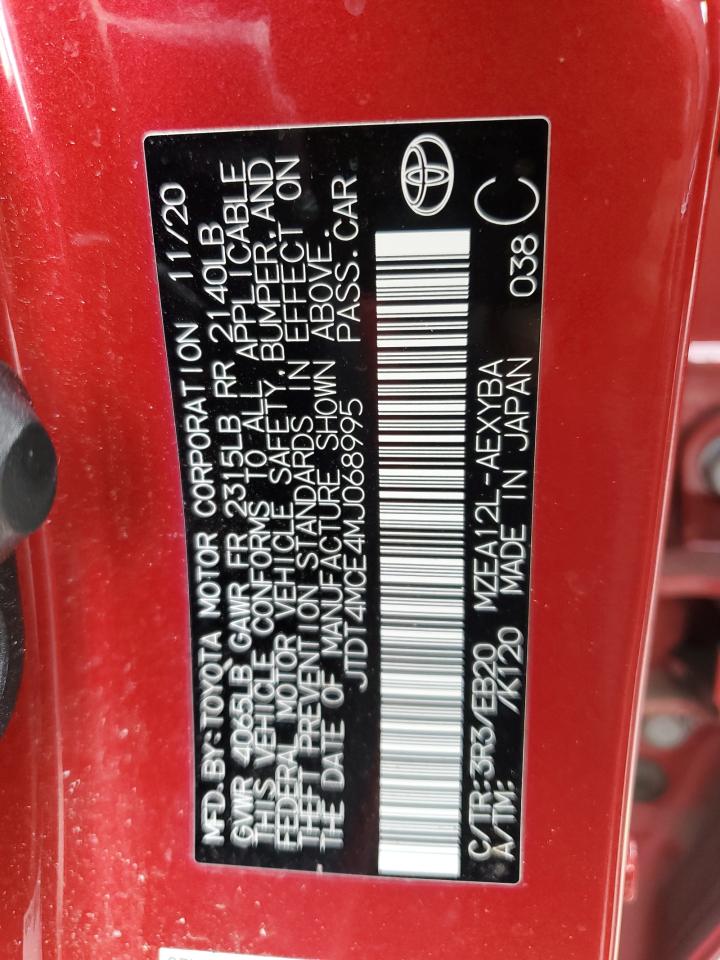 MFD. BY: TOYOTA MOTOR CORPORATION 11/20
GVWR 4065LB GAWR FR 2315LB RR 2140LB
THIS VEHICLE CONFORMS TO ALL APPLICABLE
FEDERAL MOTOR VEHICLE SAFETY, BUMPER, AND
THEFT PREVENTION STANDARDS IN EFFECT ON
THE DATE OF MANUFACTURE SHOWN ABOVE.
JTDT4MCE4MJ068995 PASS. CAR
C/TR: 3R3/EB20 MZEA12L-AEXYBA 038 C
A/TM: /K120 MADE IN JAPAN